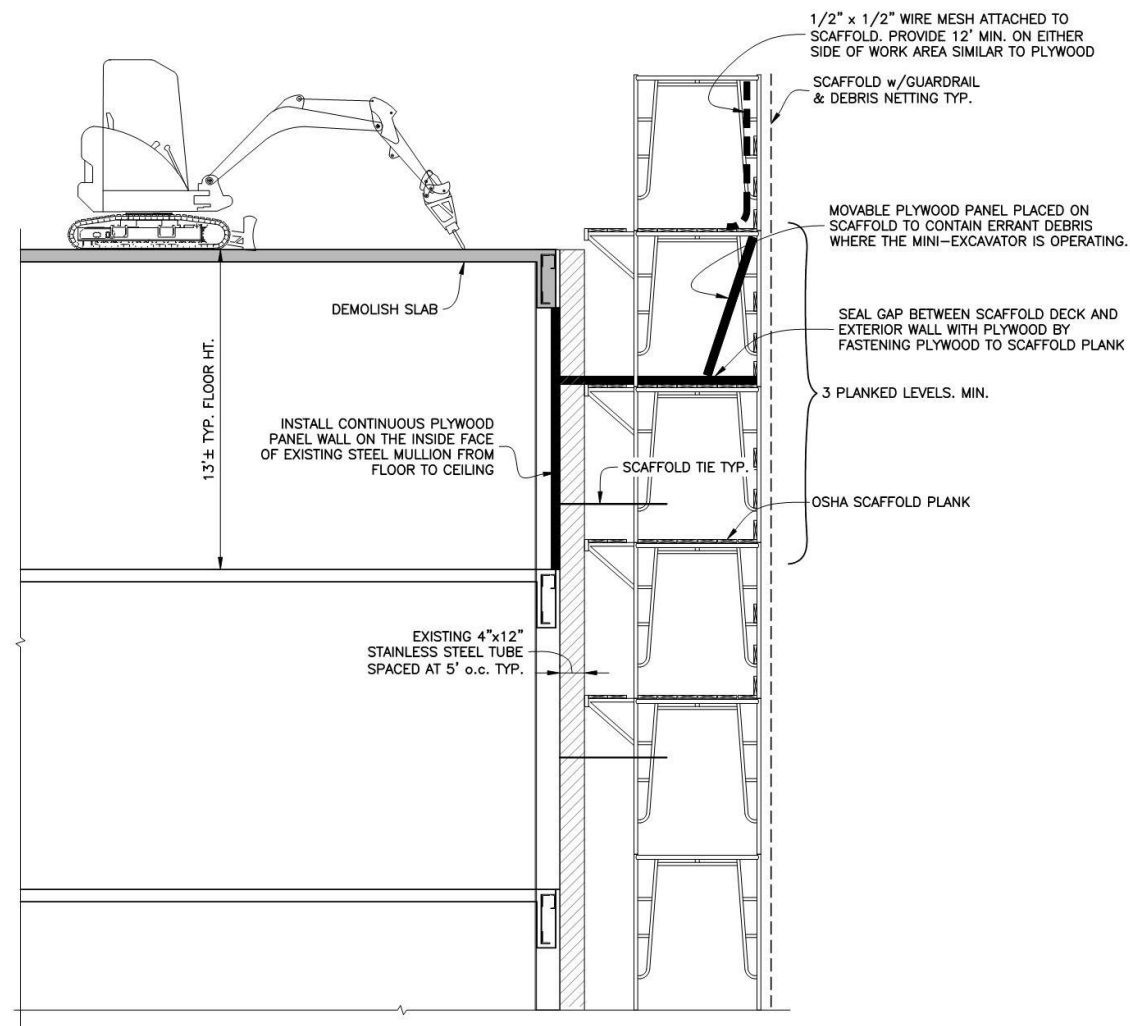 1/2" x 1/2" WIRE MESH ATTACHED TO
SCAFFOLD. PROVIDE 12' MIN. ON EITHER
SIDE OF WORK AREA SIMILAR TO PLYWOOD
SCAFFOLD w/GUARDRAIL
& DEBRIS NETTING TYP.
MOVABLE PLYWOOD PANEL PLACED ON
SCAFFOLD TO CONTAIN ERRANT DEBRIS
WHERE THE MINI-EXCAVATOR IS OPERATING.
DEMOLISH SLAB
SEAL GAP BETWEEN SCAFFOLD DECK AND
EXTERIOR WALL WITH PLYWOOD BY
FASTENING PLYWOOD TO SCAFFOLD PLANK
13'± TYP. FLOOR HT.
3 PLANKED LEVELS. MIN.
INSTALL CONTINUOUS PLYWOOD
PANEL WALL ON THE INSIDE FACE
OF EXISTING STEEL MULLION FROM
FLOOR TO CEILING
SCAFFOLD TIE TYP.
OSHA SCAFFOLD PLANK
EXISTING 4"x12"
STAINLESS STEEL TUBE
SPACED AT 5' o.c. TYP.